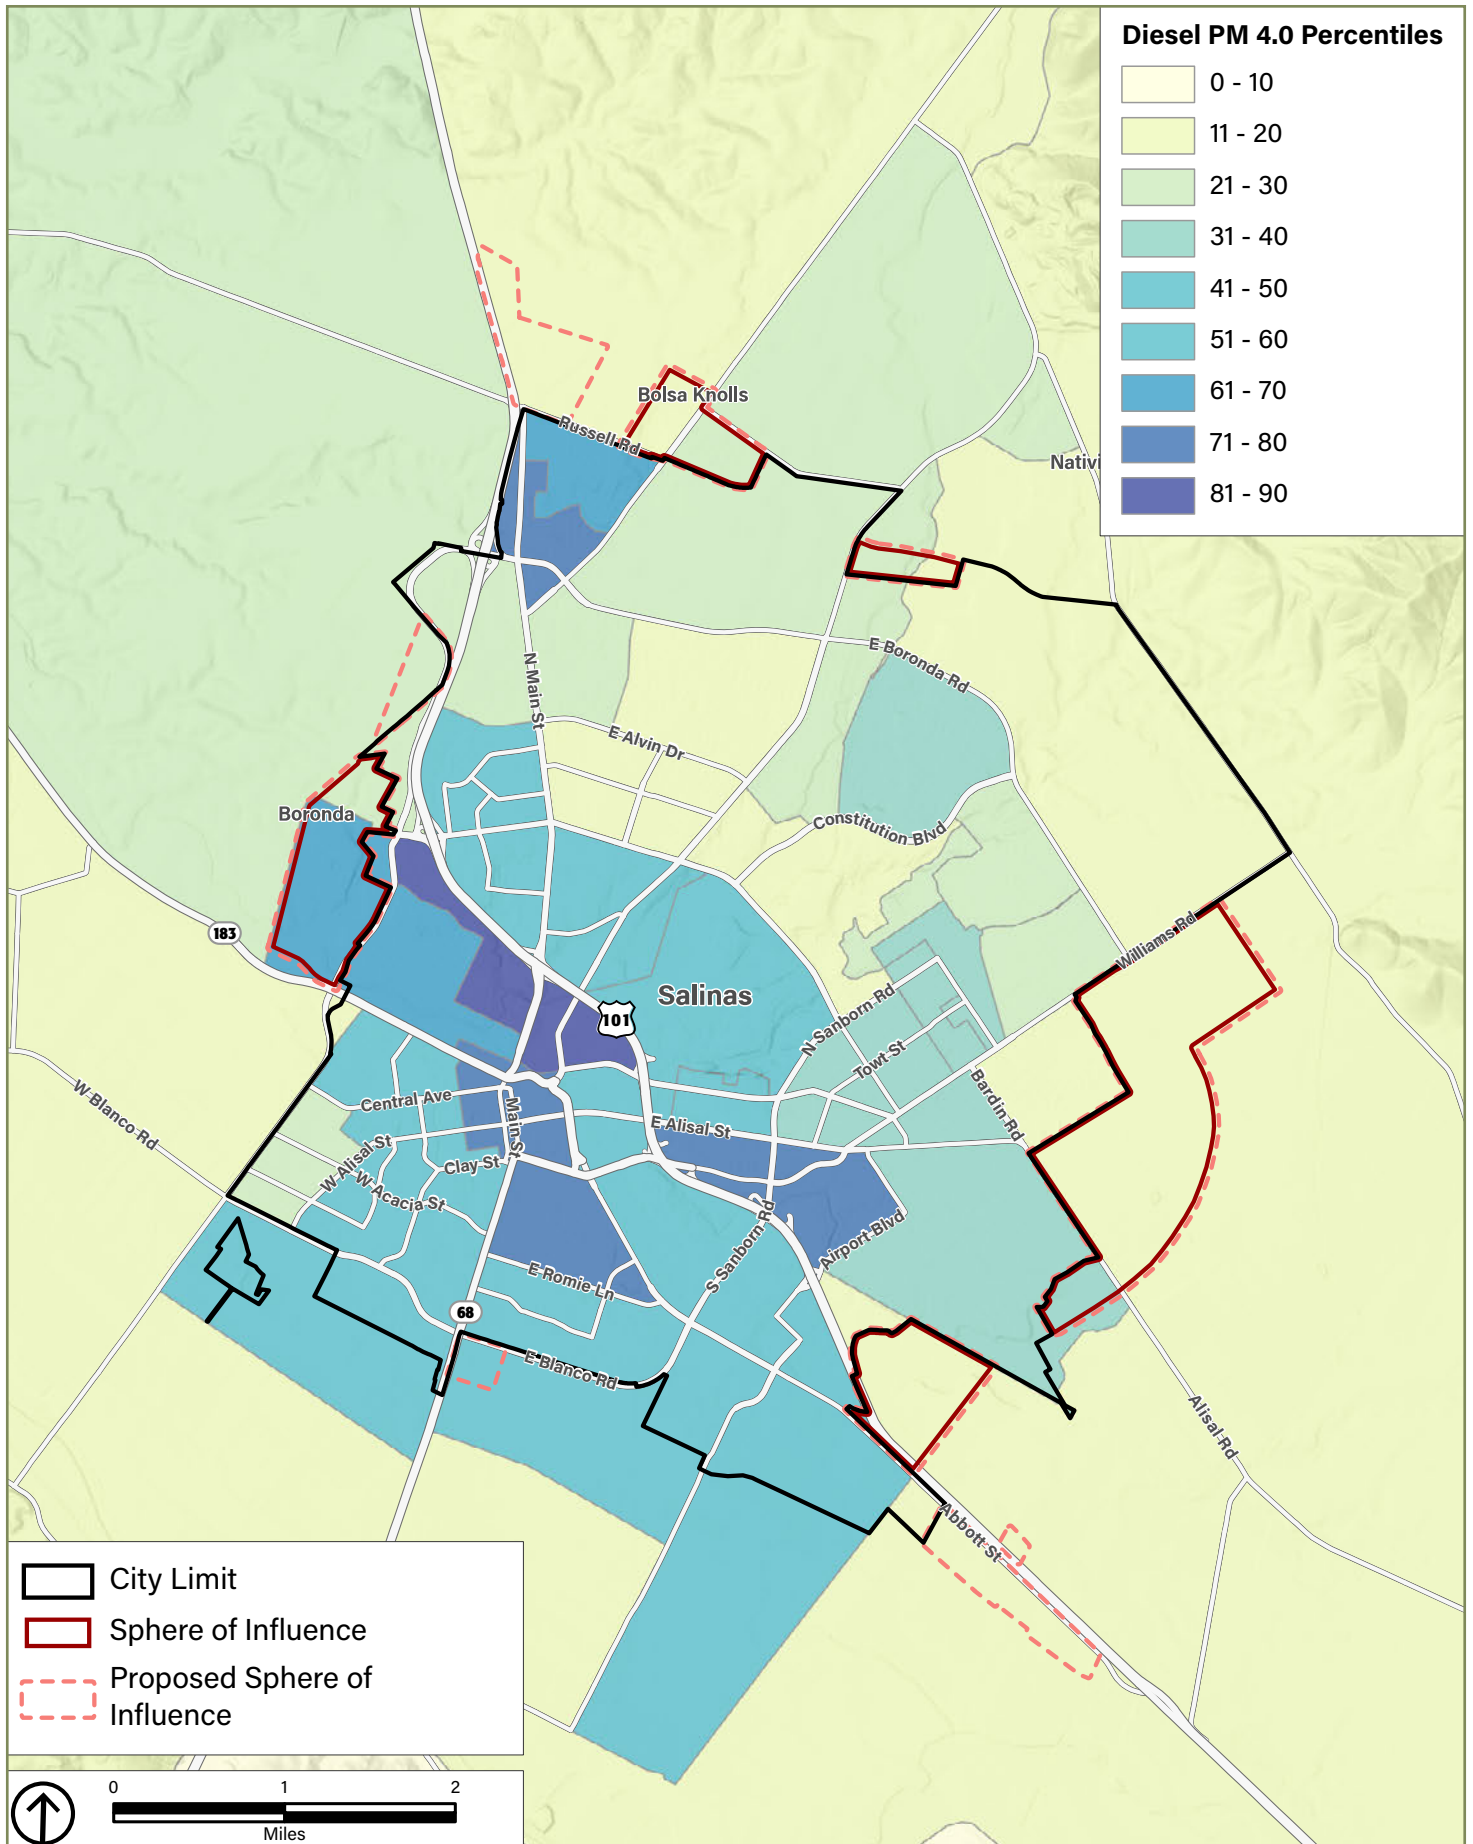 Diesel PM 4.0 Percentiles
0 - 10
11 - 20
21 - 30
31 - 40
41 - 50
51 - 60
61 - 70
71 - 80
81 - 90
Bolsa Knolls
Russell Rd
Nativi
E Boronda Rd
N Main St
E Alvin Dr
Boronda
Constitution Blvd
183
Williams Rd
Salinas
101
N Sanborn Rd
Towt St
Bardin Rd
W Blanco Rd
Central Ave
Main St
E Alisal St
W Alisal St
Clay St
W Acacia St
S Sanborn Rd
Airport Blvd
E Romie Ln
68
E Blanco Rd
Alisal Rd
Abbott St
City Limit
Sphere of Influence
Proposed Sphere of
Influence
0 1 2
Miles